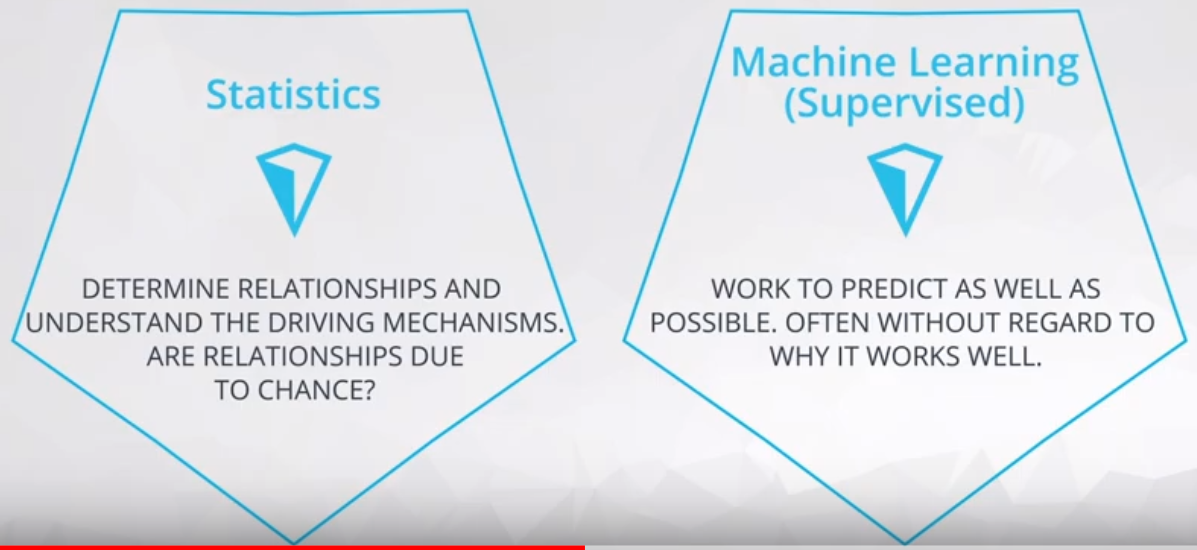 Statistics
DETERMINE RELATIONSHIPS AND
UNDERSTAND THE DRIVING MECHANISMS.
ARE RELATIONSHIPS DUE
TO CHANCE?
Machine Learning
(Supervised)
WORK TO PREDICT AS WELL AS
POSSIBLE. OFTEN WITHOUT REGARD TO
WHY IT WORKS WELL.